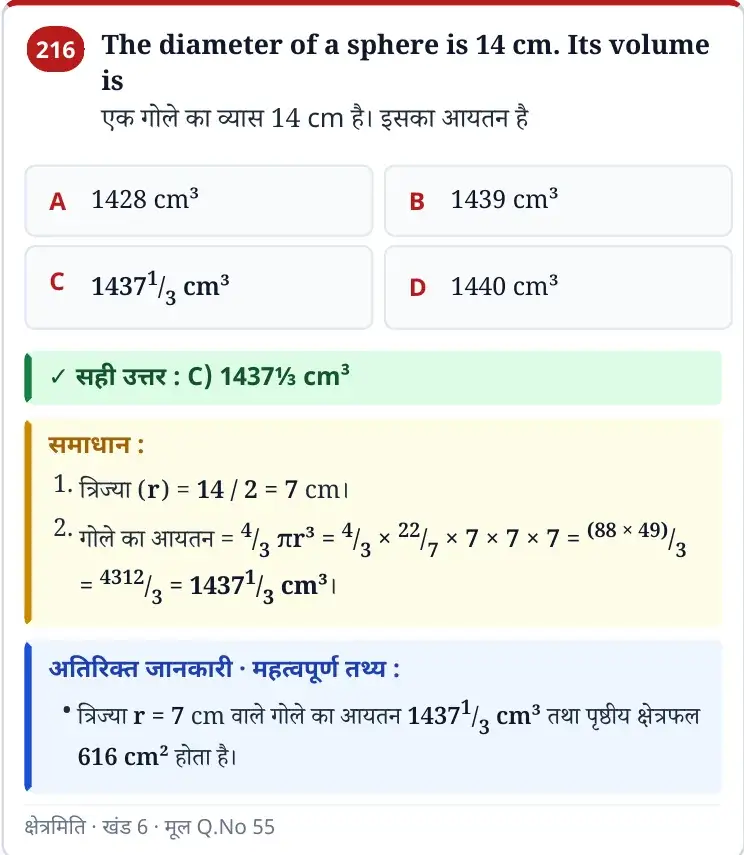 216 The diameter of a sphere is 14 cm. Its volume
is
एक गोले का व्यास 14 cm है। इसका आयतन है
A 1428 cm³
B 1439 cm³
C 1437¹/₃ cm³
D 1440 cm³
✓ सही उत्तर : C) 1437⅓ cm³
समाधान :
1. त्रिज्या (r) = 14 / 2 = 7 cm।
2. गोले का आयतन = ⁴/₃ πr³ = ⁴/₃ × ²²/₇ × 7 × 7 × 7 = ⁽⁸⁸ ˣ ⁴⁹⁾/₃
= ⁴³¹²/₃ = 1437¹/₃ cm³।
अतिरिक्त जानकारी · महत्वपूर्ण तथ्य :
• त्रिज्या r = 7 cm वाले गोले का आयतन 1437¹/₃ cm³ तथा पृष्ठीय क्षेत्रफल
616 cm² होता है।
क्षेत्रमिति · खंड 6 · मूल Q.No 55